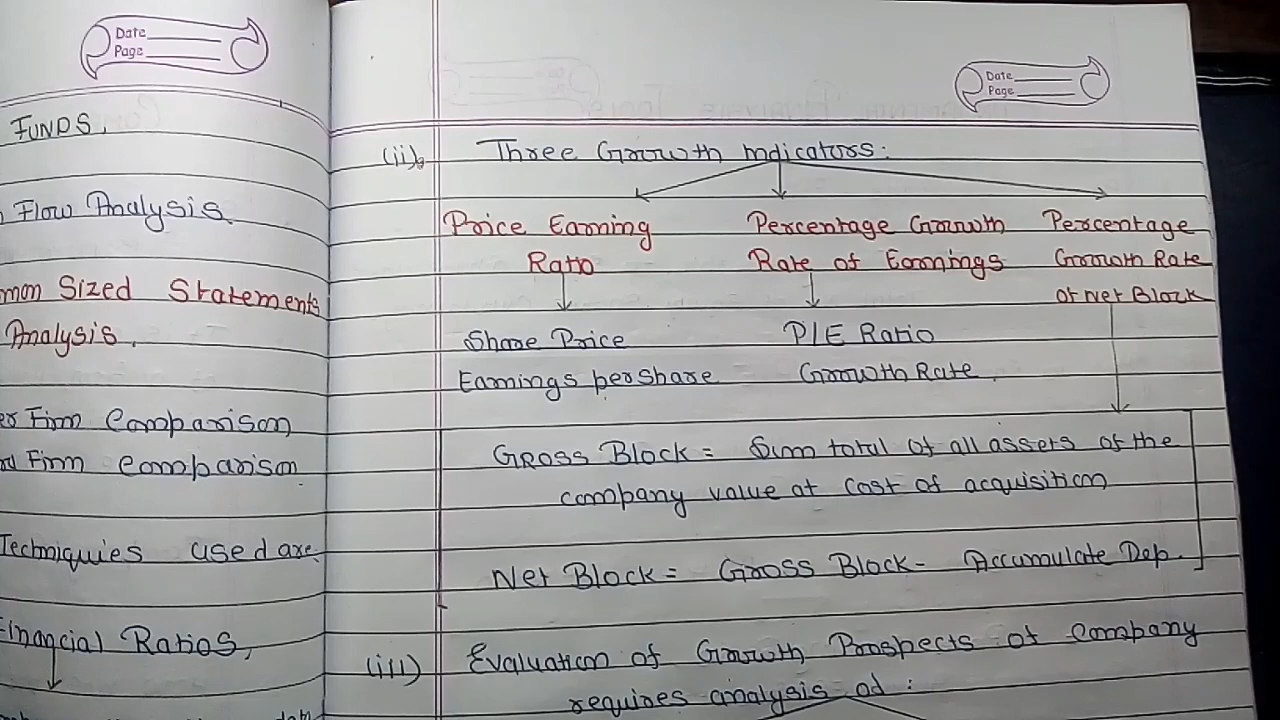 Date
Page
FUNDS,
Flow Analysis.
mon Sized Statements
Analysis.
Firm Comparison
Firm comparison
Techniquies used are
Financial Ratios,
Date
Page
(ii). Three Growth Indicators:
Price Earning
Ratio
Share Price
Earnings per Share
Percentage Growth
Rate of Earnings
P/E Ratio
Growth Rate.
Percentage
Growth Rate
of Net Block
GROSS Block = Sum total of all assets of the
company value at cost of acquisition
Net Block = Gross Block - Accumulate Dep.
(iii) Evaluation of Growth Prospects of company
requires analysis od :